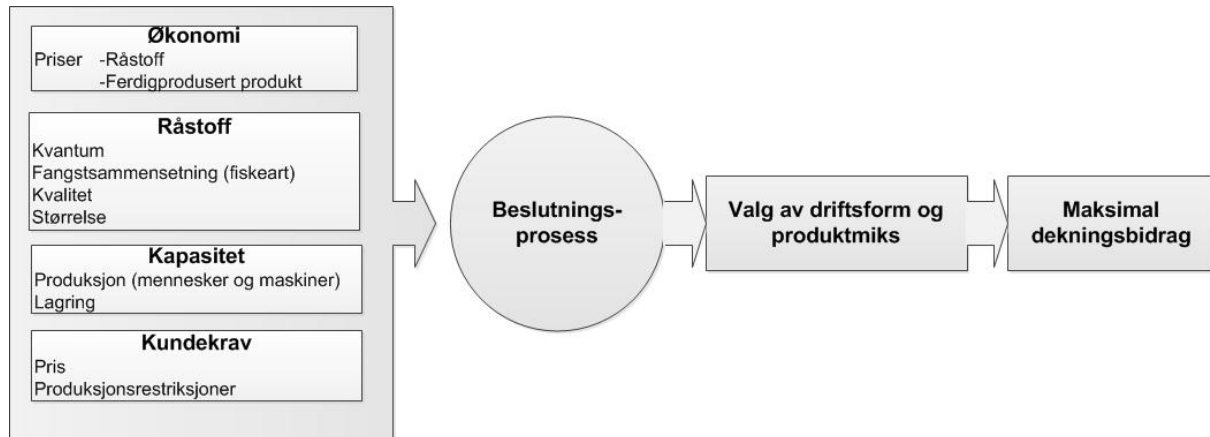 Økonomi
Priser -Råstoff
-Ferdigprodusert produkt
Råstoff
Kvantum
Fangstsammensetning (fiskeart)
Kvalitet
Størrelse
Kapasitet
Produksjon (mennesker og maskiner)
Lagring
Kundekrav
Pris
Produksjonsrestriksjoner
Beslutnings-
prosess
Valg av driftsform og
produktmiks
Maksimal
dekningsbidrag